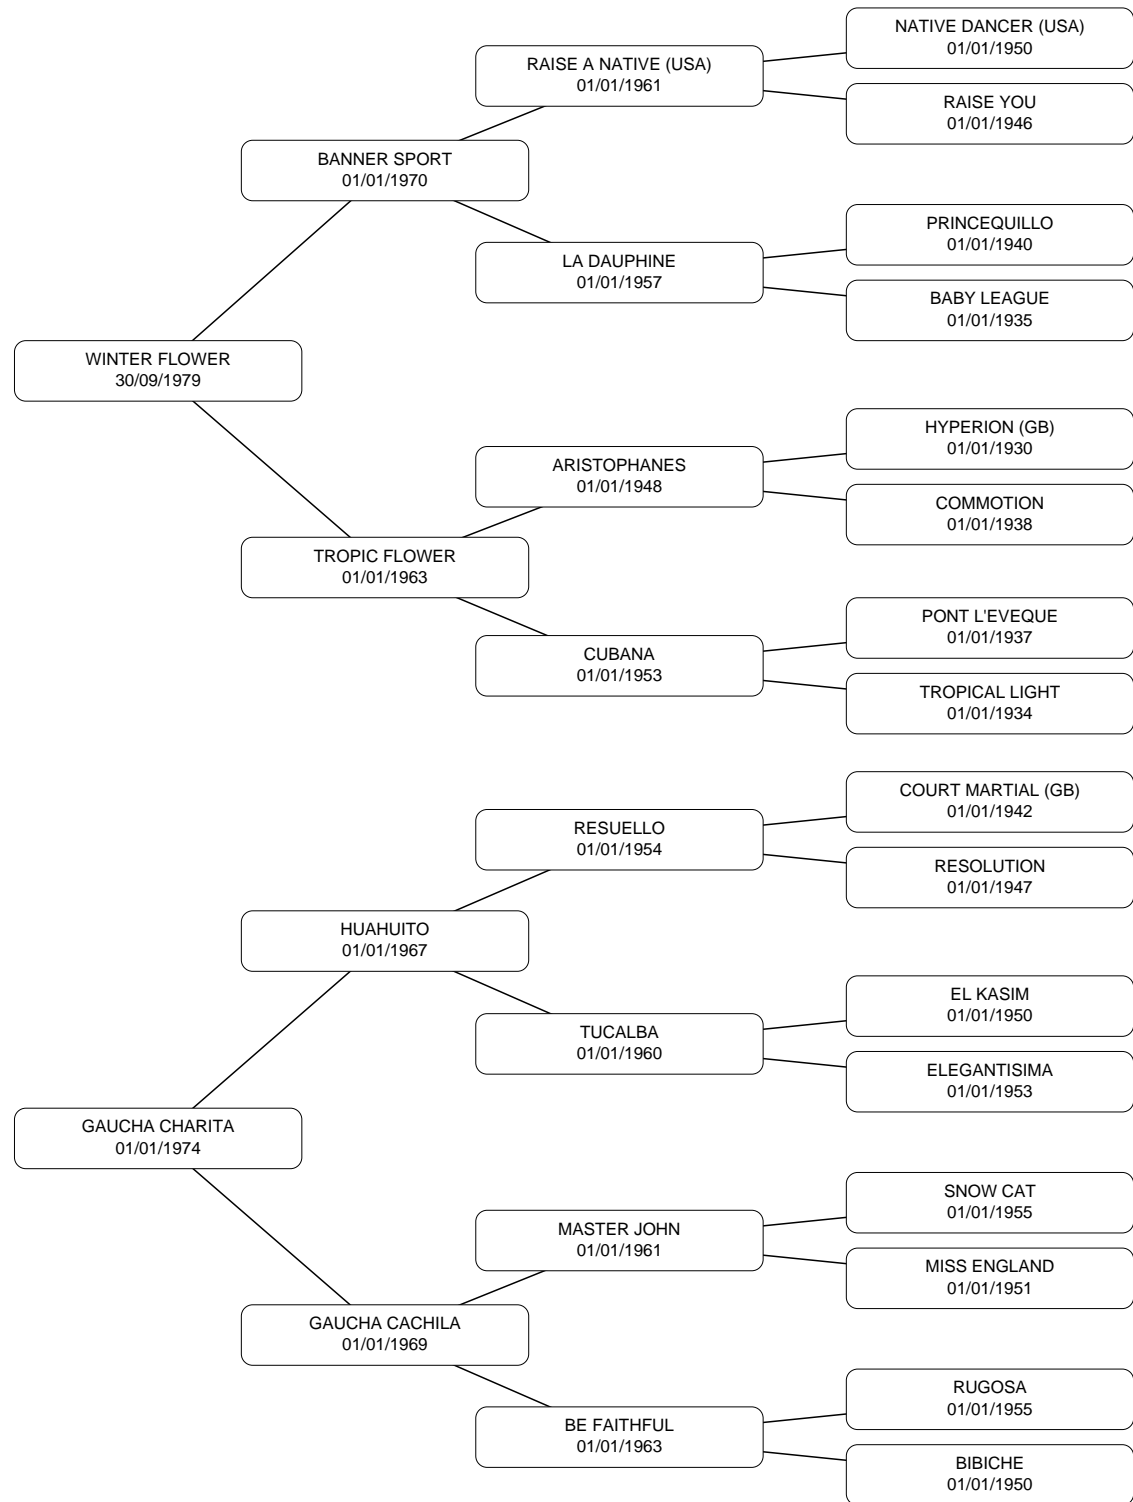 NATIVE DANCER (USA)
01/01/1950
RAISE A NATIVE (USA)
01/01/1961
RAISE YOU
01/01/1946
BANNER SPORT
01/01/1970
PRINCEQUILLO
01/01/1940
LA DAUPHINE
01/01/1957
BABY LEAGUE
01/01/1935
WINTER FLOWER
30/09/1979
HYPERION (GB)
01/01/1930
ARISTOPHANES
01/01/1948
COMMOTION
01/01/1938
TROPIC FLOWER
01/01/1963
PONT L'EVEQUE
01/01/1937
CUBANA
01/01/1953
TROPICAL LIGHT
01/01/1934
COURT MARTIAL (GB)
01/01/1942
RESUELLO
01/01/1954
RESOLUTION
01/01/1947
HUAHUITO
01/01/1967
EL KASIM
01/01/1950
TUCALBA
01/01/1960
ELEGANTISIMA
01/01/1953
GAUCHA CHARITA
01/01/1974
SNOW CAT
01/01/1955
MASTER JOHN
01/01/1961
MISS ENGLAND
01/01/1951
GAUCHA CACHILA
01/01/1969
RUGOSA
01/01/1955
BE FAITHFUL
01/01/1963
BIBICHE
01/01/1950